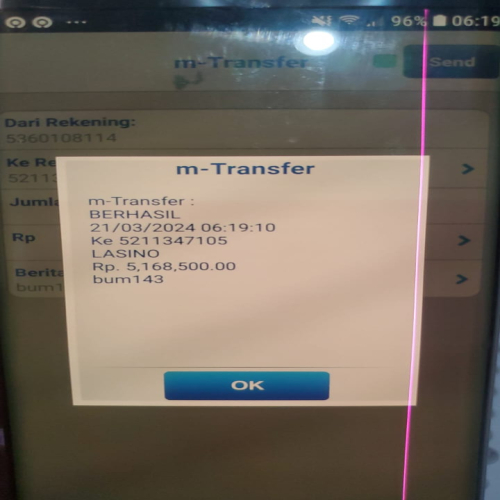 96% 06:19
m-Transfer Send
Dari Rekening:
5360108114
Ke Re
5211
Jumla
Rp
Berita
bum1
m-Transfer
m-Transfer :
BERHASIL
21/03/2024 06:19:10
Ke 5211347105
LASINO
Rp. 5,168,500.00
bum143
OK